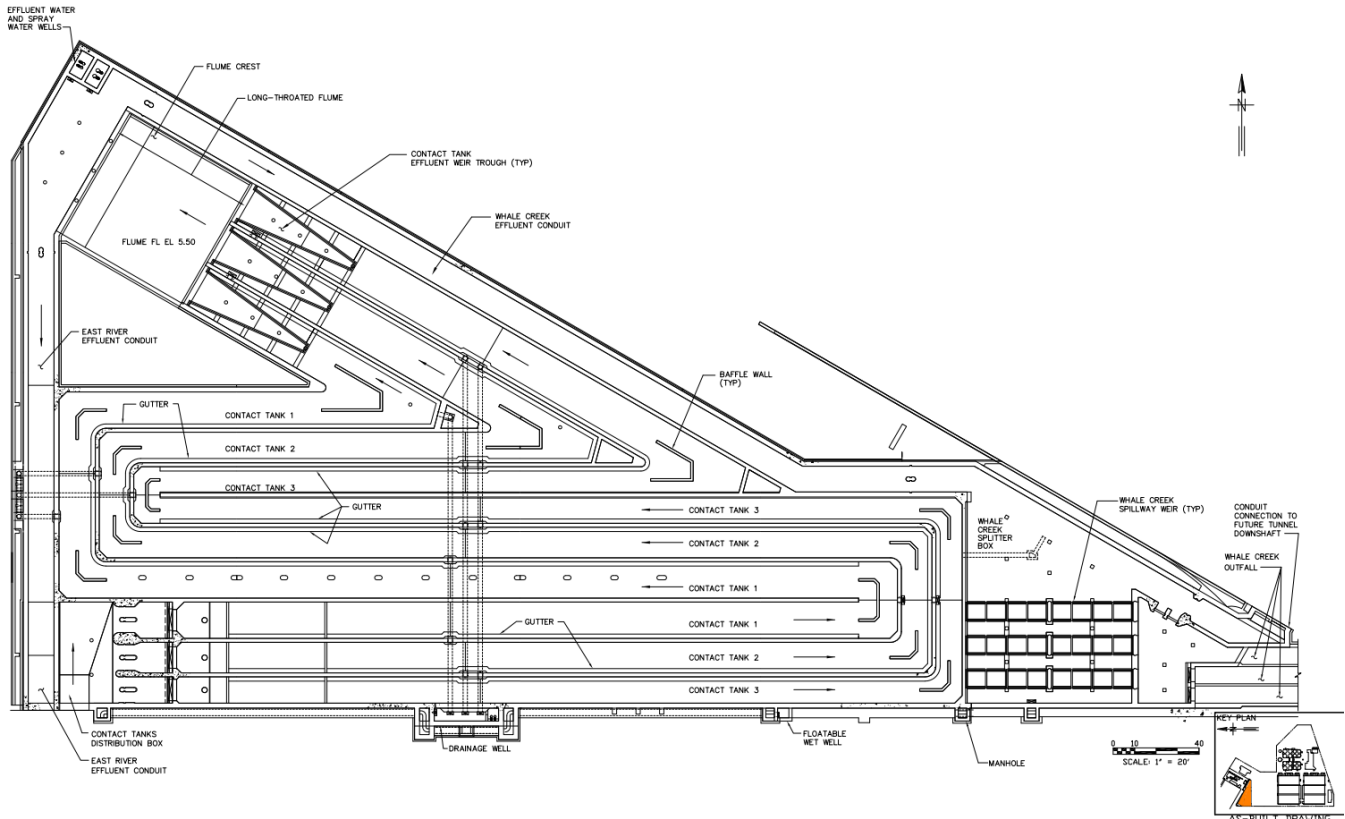 EFFLUENT WATER
AND SPRAY
WATER WELLS
FLUME CREST
LONG-THROATED FLUME
N
CONTACT TANK
EFFLUENT WEIR TROUGH (TYP)
WHALE CREEK
EFFLUENT CONDUIT
FLUME FL EL 5.50
EAST RIVER
EFFLUENT CONDUIT
BAFFLE WALL
(TYP)
GUTTER
CONTACT TANK 1
CONTACT TANK 2
CONTACT TANK 3
GUTTER
CONTACT TANK 3
CONTACT TANK 2
CONTACT TANK 1
WHALE
CREEK
SPLITTER
BOX
WHALE CREEK
SPILLWAY WEIR (TYP)
CONDUIT
CONNECTION TO
FUTURE TUNNEL
DOWNSHAFT
WHALE CREEK
OUTFALL
GUTTER
CONTACT TANK 1
CONTACT TANK 2
CONTACT TANK 3
CONTACT TANKS
DISTRIBUTION BOX
EAST RIVER
EFFLUENT CONDUIT
DRAINAGE WELL
FLOATABLE
WET WELL
MANHOLE
0 10 40
SCALE: 1" = 20'
KEY PLAN
AS-BUILT DRAWING